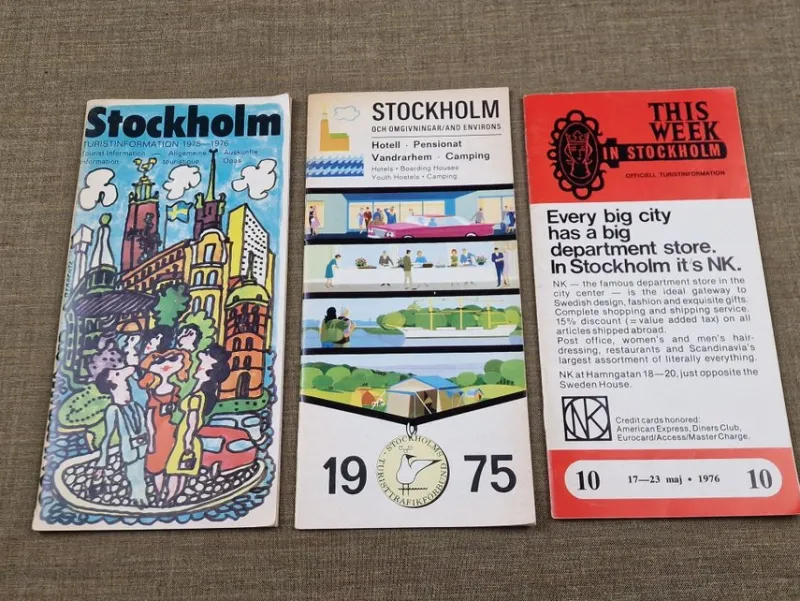 Stockholm
TURISTINFORMATION 1975—1976
Tourist Information — Allgemeine Auskünfte
Information touristique — Opas
STOCKHOLM
OCH OMGIVNINGAR/AND ENVIRONS
Hotell · Pensionat
Vandrarhem · Camping
Hotels · Boarding Houses
Youth Hostels · Camping
19 75
STOCKHOLMS
TURISTTRAFIKFÖRBUND
THIS
WEEK
IN STOCKHOLM
OFFICIELL TURISTINFORMATION
Every big city
has a big
department store.
In Stockholm it's NK.
NK — the famous department store in the
city center — is the ideal gateway to
Swedish design, fashion and exquisite gifts.
Complete shopping and shipping service.
15% discount (=value added tax) on all
articles shipped abroad.
Post office, women's and men's hair-
dressing, restaurants and Scandinavia's
largest assortment of literally everything.
NK at Hamngatan 18—20, just opposite the
Sweden House.
NK
Credit cards honored:
American Express, Diners Club,
Eurocard/Access/Master Charge.
10 17—23 maj • 1976 10